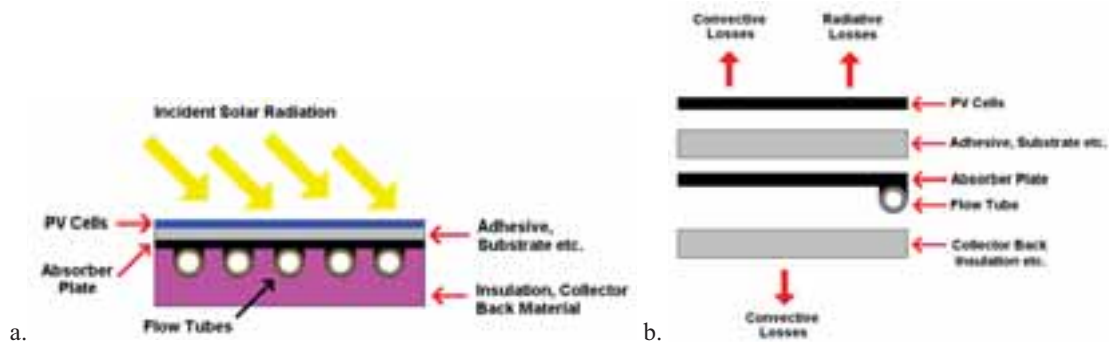 Incident Solar Radiation
PV Cells
Adhesive,
Substrate etc.
Absorber
Plate
Flow Tubes
Insulation, Collector
Back Material
a.
Convective
Losses
Radiative
Losses
PV Cells
Adhesive, Substrate etc.
Absorber Plate
Flow Tube
Collector Back
Insulation etc.
Convective
Losses
b.